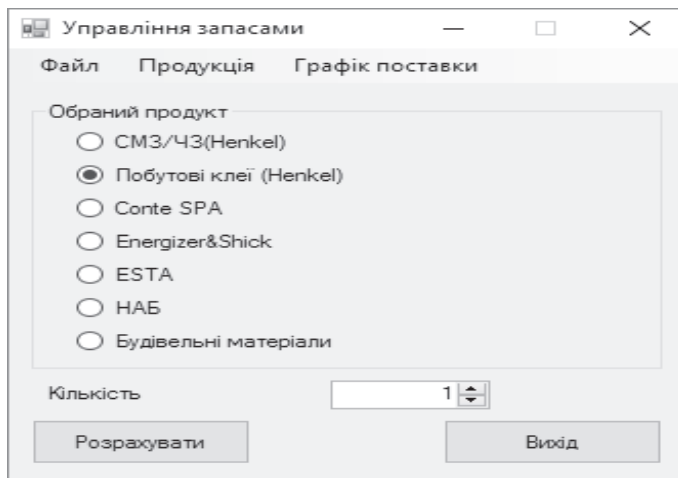 Управління запасами
Файл Продукція Графік поставки
Обраний продукт
СМЗ/ЧЗ(Henkel)
Побутові клеї (Henkel)
Conte SPA
Energizer&Shick
ESTA
НАБ
Будівельні матеріали
Кількість 1
Розрахувати Вихід